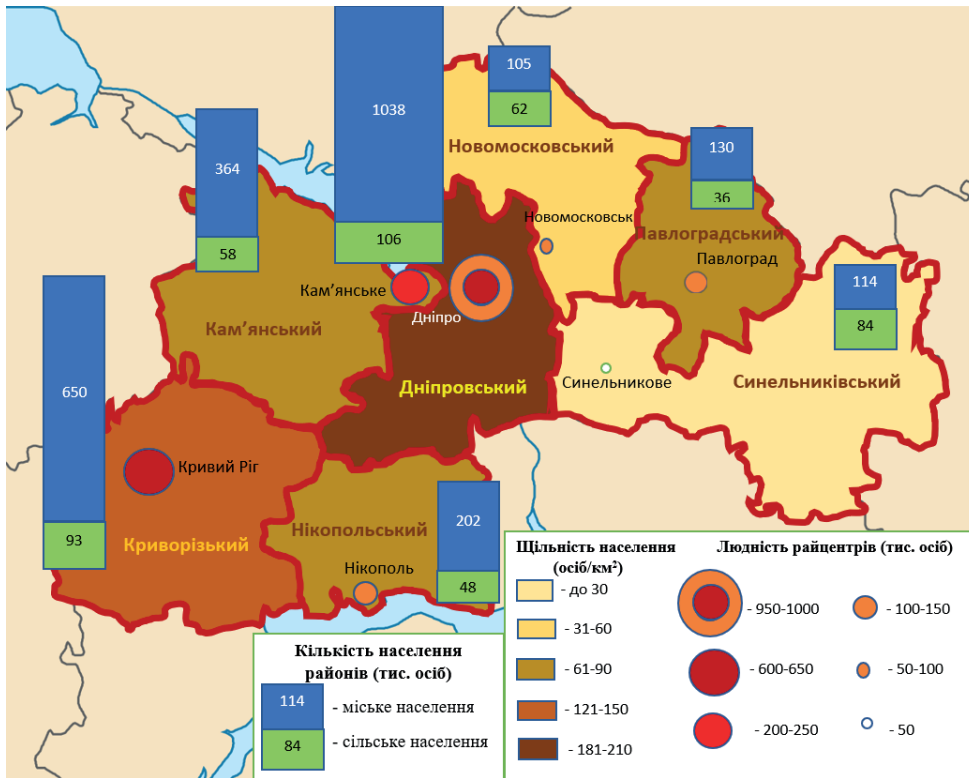 1038
106
105
62
Новомосковський
364
58
130
36
Павлоградський
Новомосковськ
Павлоград
114
84
Кам’янське
Дніпро
Кам’янський
Дніпровський
Синельникове
Синельниківський
650
93
Кривий Ріг
Криворізький
Нікопольський
Нікополь
202
48
Кількість населення
районів (тис. осіб)
114
- міське населення
84
- сільське населення
Щільність населення
(осіб/км²)
- до 30
- 31-60
- 61-90
- 121-150
- 181-210
Людність райцентрів (тис. осіб)
- 950-1000
- 600-650
- 200-250
- 100-150
- 50-100
- 50